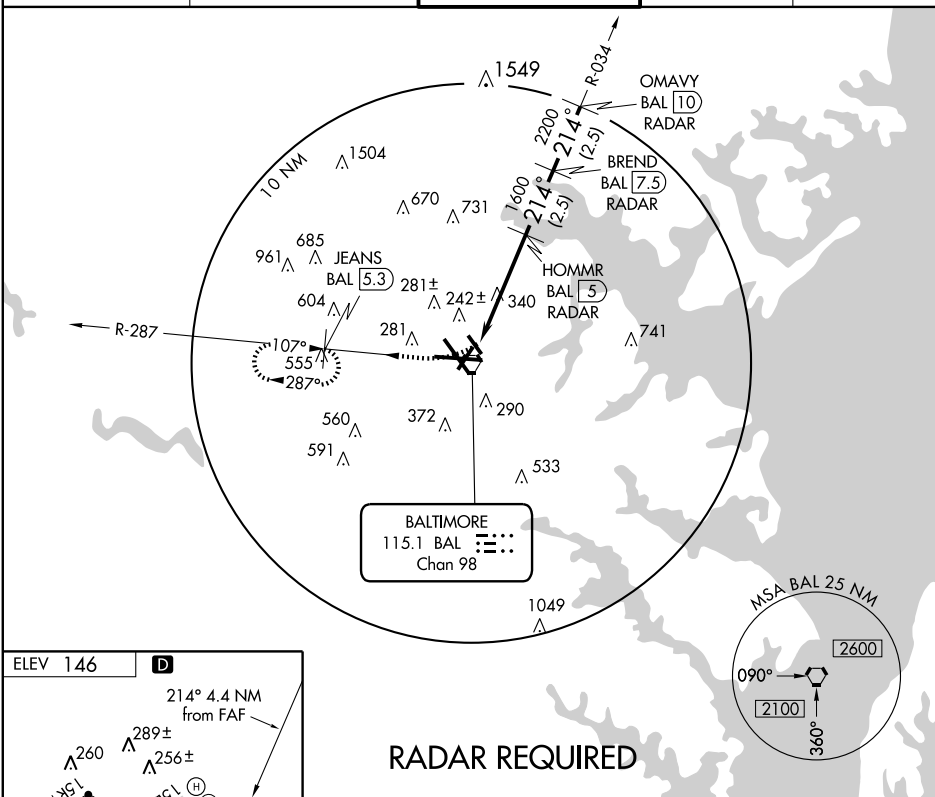 1549
R-034
OMAVY
BAL 10
RADAR
2200
214°
(2.5)
BREND
BAL 7.5
RADAR
1504
10 NM
670
731
1600
214°
(2.5)
685
961
JEANS
BAL 5.3
HOMMR
BAL 5
RADAR
604
281±
242±
340
R-287
107°
281
741
555
287°
290
372
560
591
533
BALTIMORE
115.1 BAL
Chan 98
1049
MSA BAL 25 NM
2600
090°
2100
360°
ELEV 146
D
214° 4.4 NM
from FAF
289±
260
256±
H
RADAR REQUIRED